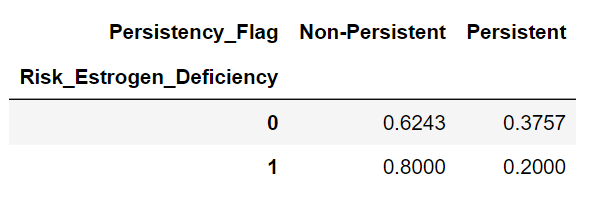 Persistency_Flag Non-Persistent Persistent
Risk_Estrogen_Deficiency
0 0.6243 0.3757
1 0.8000 0.2000